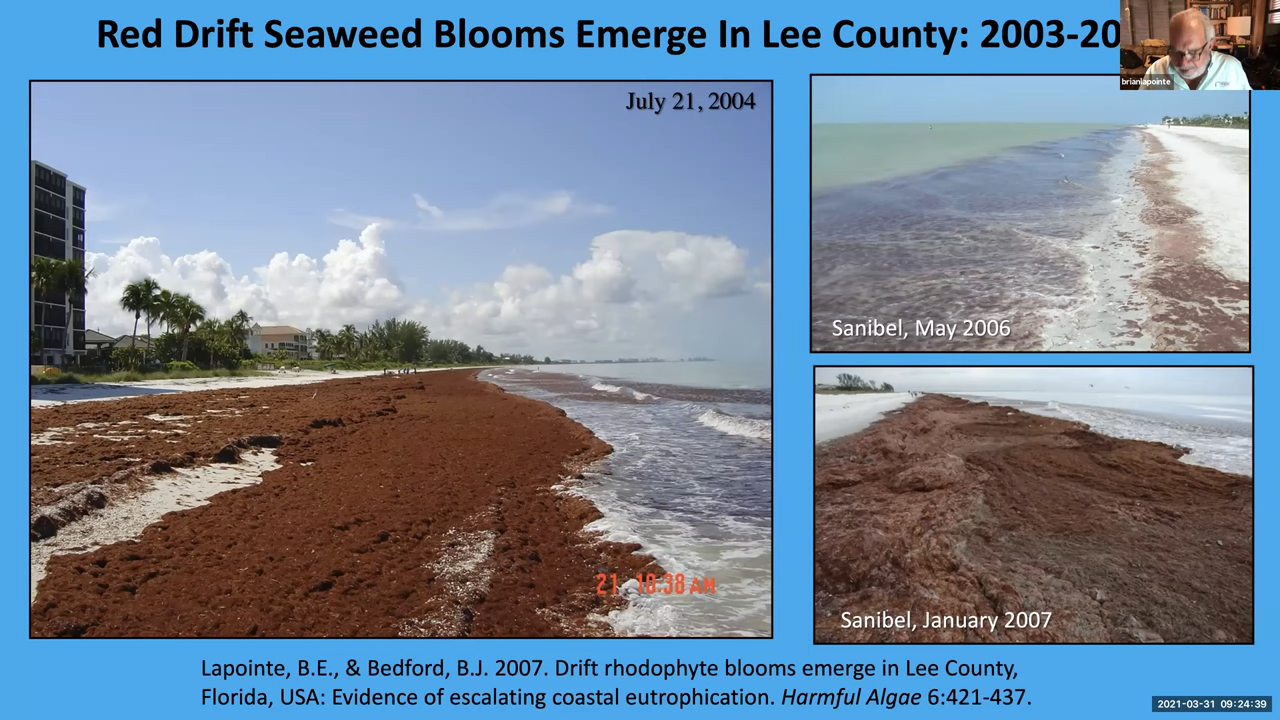 Red Drift Seaweed Blooms Emerge In Lee County: 2003-20
brianlapointe
July 21, 2004
21 10:38 AM
Sanibel, May 2006
Sanibel, January 2007
Lapointe, B.E., & Bedford, B.J. 2007. Drift rhodophyte blooms emerge in Lee County,
Florida, USA: Evidence of escalating coastal eutrophication. Harmful Algae 6:421-437.
2021-03-31 09:24:39